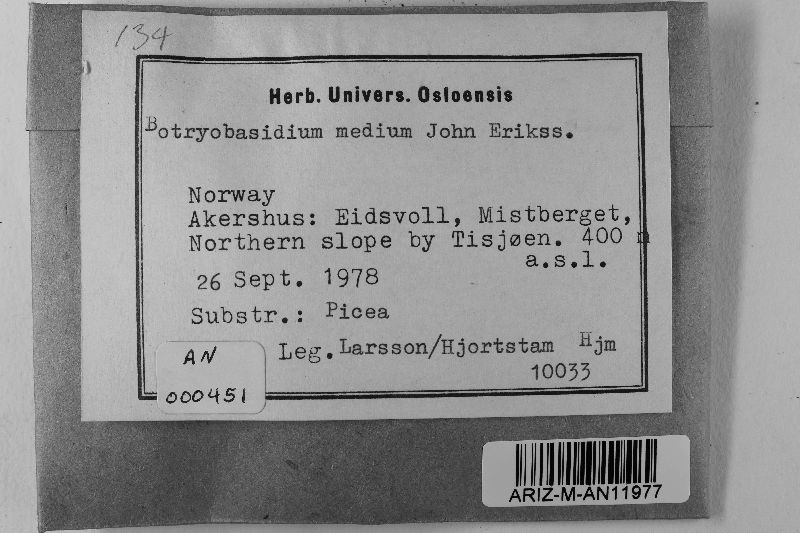 134
Herb. Univers. Osloensis
Botryobasidium medium John Erikss.
Norway
Akershus: Eidsvoll, Mistberget,
Northern slope by Tisjøen. 400 m
a.s.l.
26 Sept. 1978
Substr.: Picea
Leg. Larsson/Hjortstam Hjm
10033
AN
000451
ARIZ-M-AN11977